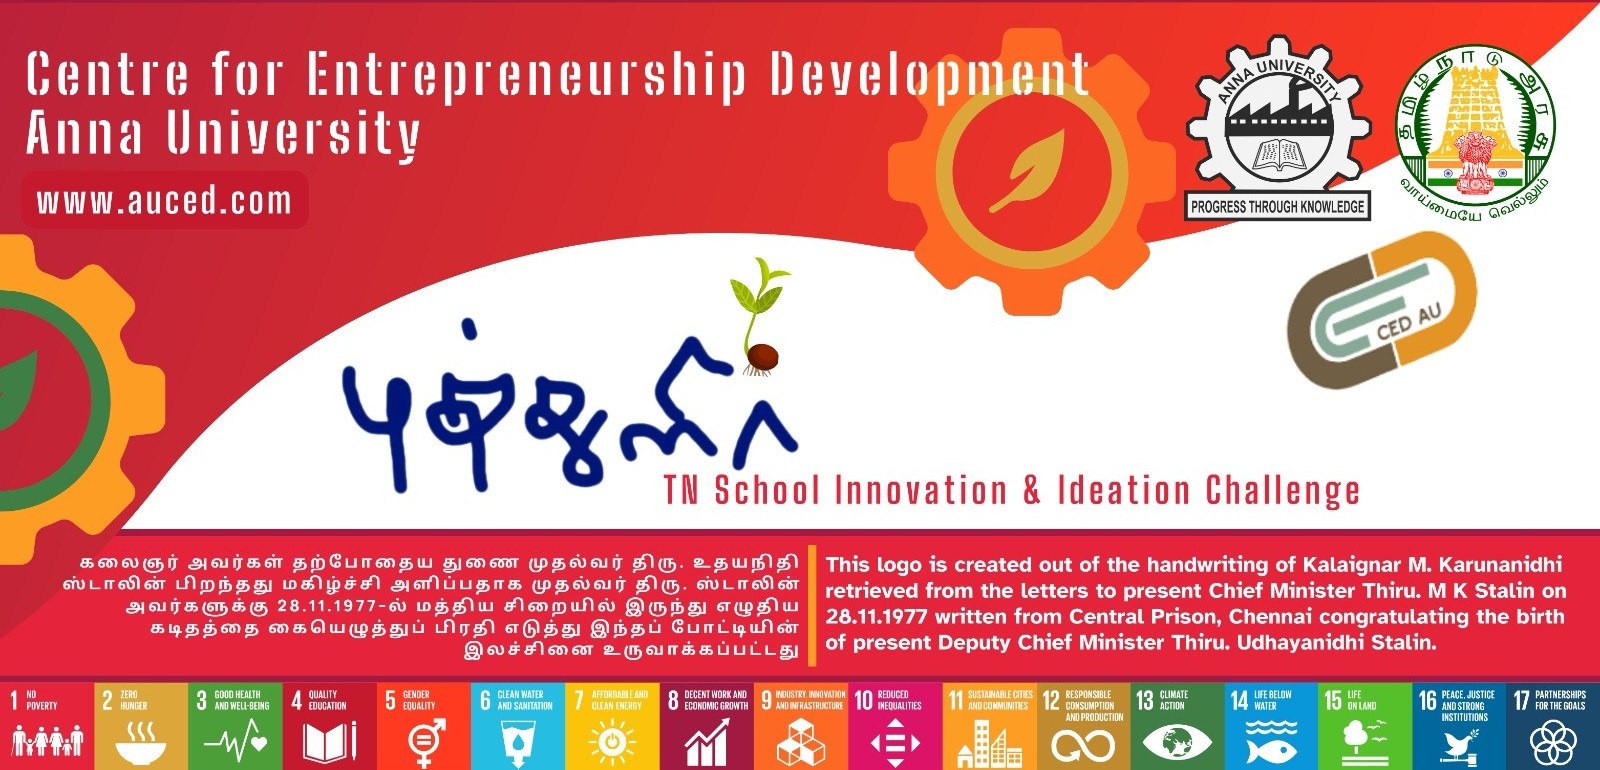 Centre for Entrepreneurship Development
Anna University
www.auced.com
ANNA UNIVERSITY
PROGRESS THROUGH KNOWLEDGE
தமிழ் நாடு அரசு
வாய்மையே வெல்லும்
CED AU
புத்துளிர்
TN School Innovation & Ideation Challenge
கலைஞர் அவர்கள் தற்போதைய துணை முதல்வர் திரு. உதயநிதி
ஸ்டாலின் பிறந்தது மகிழ்ச்சி அளிப்பதாக முதல்வர் திரு. ஸ்டாலின்
அவர்களுக்கு 28.11.1977-ல் மத்திய சிறையில் இருந்து எழுதிய
கடிதத்தை கையெழுத்துப் பிரதி எடுத்து இந்தப் போட்டியின்
இலச்சினை உருவாக்கப்பட்டது
This logo is created out of the handwriting of Kalaignar M. Karunanidhi
retrieved from the letters to present Chief Minister Thiru. M K Stalin on
28.11.1977 written from Central Prison, Chennai congratulating the birth
of present Deputy Chief Minister Thiru. Udhayanidhi Stalin.
1 NO
POVERTY
2 ZERO
HUNGER
3 GOOD HEALTH
AND WELL-BEING
4 QUALITY
EDUCATION
5 GENDER
EQUALITY
6 CLEAN WATER
AND SANITATION
7 AFFORDABLE AND
CLEAN ENERGY
8 DECENT WORK AND
ECONOMIC GROWTH
9 INDUSTRY, INNOVATION
AND INFRASTRUCTURE
10 REDUCED
INEQUALITIES
11 SUSTAINABLE CITIES
AND COMMUNITIES
12 RESPONSIBLE
CONSUMPTION
AND PRODUCTION
13 CLIMATE
ACTION
14 LIFE BELOW
WATER
15 LIFE
ON LAND
16 PEACE, JUSTICE
AND STRONG
INSTITUTIONS
17 PARTNERSHIPS
FOR THE GOALS